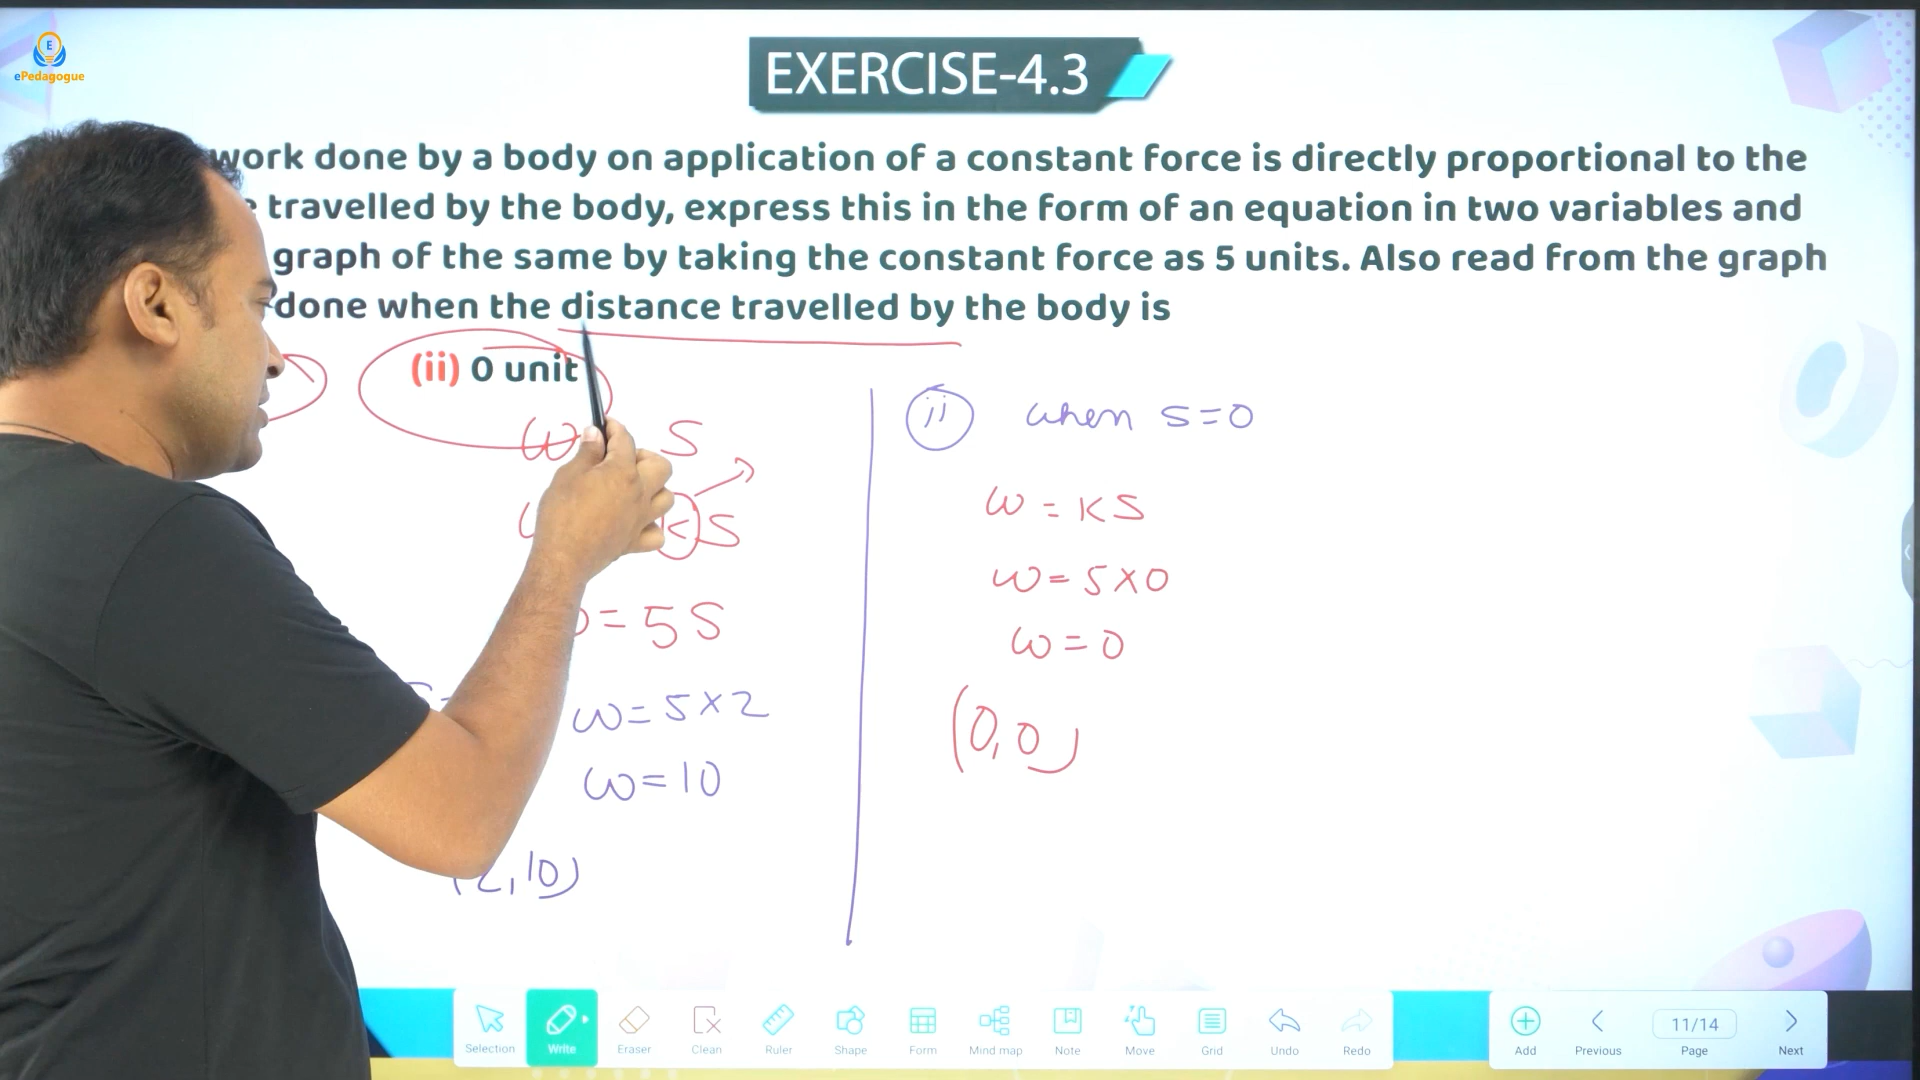 E
ePedagogue
EXERCISE-4.3
work done by a body on application of a constant force is directly proportional to the
travelled by the body, express this in the form of an equation in two variables and
graph of the same by taking the constant force as 5 units. Also read from the graph
done when the distance travelled by the body is
(ii) 0 unit
W S
S
= 5 S
W = 5 × 2
W = 10
, 10)
ii when S = 0
W = KS
W = 5 × 0
W = 0
(0, 0)
Selection Write Eraser Clean Ruler Shape Form Mind map Note Move Grid Undo Redo
11/14
Add Previous Page Next